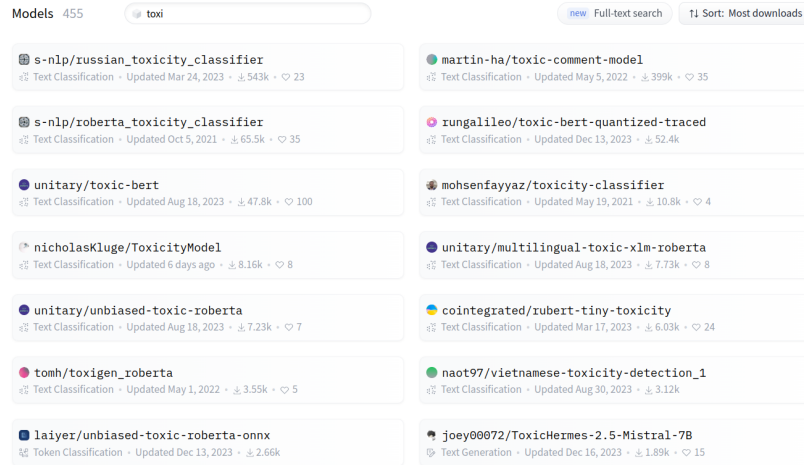 Models 455 toxi new Full-text search ↑↓ Sort: Most downloads
s-nlp/russian_toxicity_classifier
Text Classification • Updated Mar 24, 2023 • 543k • 23
martin-ha/toxic-comment-model
Text Classification • Updated May 5, 2022 • 399k • 35
s-nlp/roberta_toxicity_classifier
Text Classification • Updated Oct 5, 2021 • 65.5k • 35
rungalileo/toxic-bert-quantized-traced
Text Classification • Updated Dec 13, 2023 • 52.4k
unitary/toxic-bert
Text Classification • Updated Aug 18, 2023 • 47.8k • 100
mohsenfayyaz/toxicity-classifier
Text Classification • Updated May 19, 2021 • 10.8k • 4
nicholasKluge/ToxicityModel
Text Classification • Updated 6 days ago • 8.16k • 8
unitary/multilingual-toxic-xlm-roberta
Text Classification • Updated Aug 18, 2023 • 7.73k • 8
unitary/unbiased-toxic-roberta
Text Classification • Updated Aug 18, 2023 • 7.23k • 7
cointegrated/rubert-tiny-toxicity
Text Classification • Updated Mar 17, 2023 • 6.03k • 24
tomh/toxigen_roberta
Text Classification • Updated May 1, 2022 • 3.55k • 5
naot97/vietnamese-toxicity-detection_1
Text Classification • Updated Aug 30, 2023 • 3.12k
laiyer/unbiased-toxic-roberta-onnx
Token Classification • Updated Dec 13, 2023 • 2.66k
joey00072/ToxicHermes-2.5-Mistral-7B
Text Generation • Updated Dec 16, 2023 • 1.89k • 15